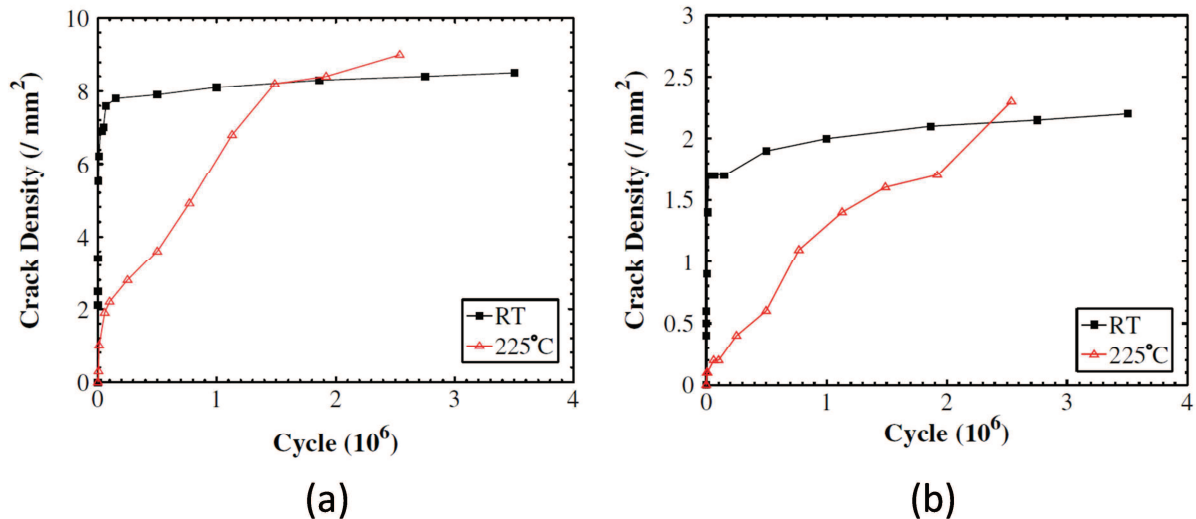 10
8
6
4
2
0
0 1 2 3 4
Crack Density (/ mm²)
Cycle (10⁶)
RT
225°C
(a)
3
2.5
2
1.5
1
0.5
0
0 1 2 3 4
Crack Density (/ mm²)
Cycle (10⁶)
RT
225°C
(b)